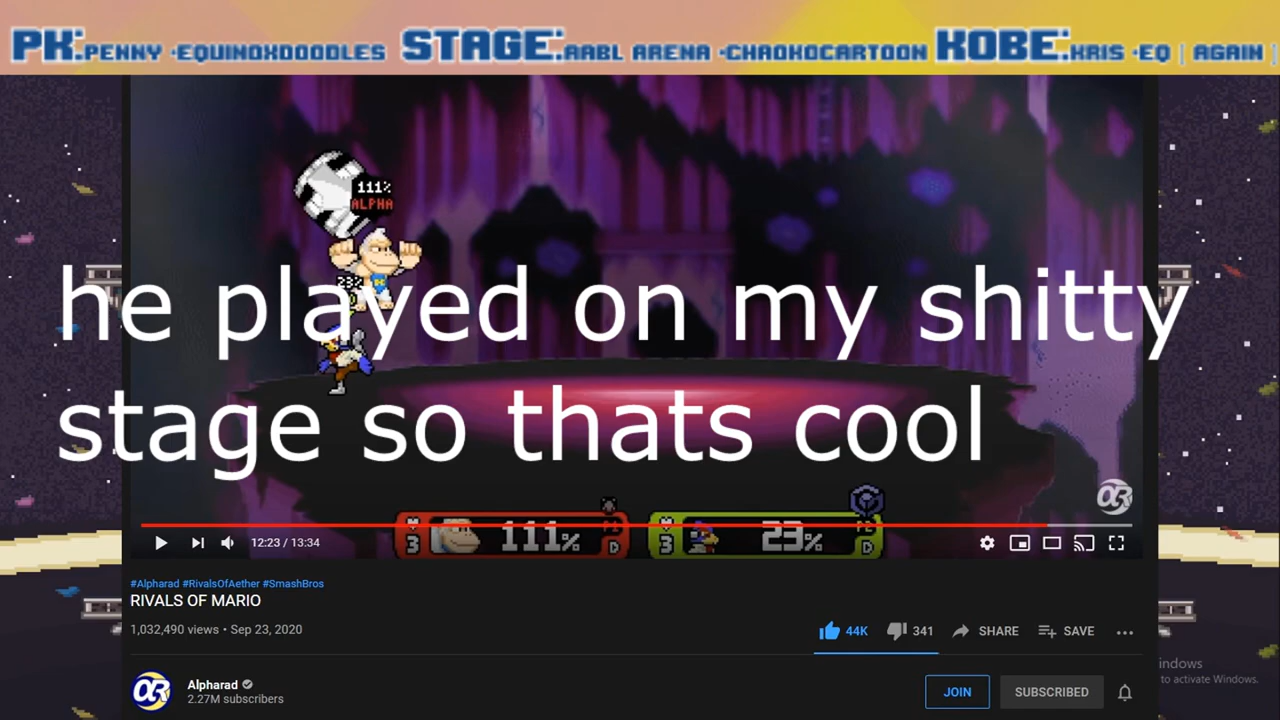 PK:.PENNY -EQUINOXDOODLES STAGE:.AABL ARENA -CHAOKOCARTOON KOBE:.KRIS -EQ [ AGAIN ]
111%
ALPHA
he played on my shitty
stage so thats cool
3 111% D 3 23% D
12:23 / 13:34
#Alpharad #RivalsOfAether #SmashBros
RIVALS OF MARIO
1,032,490 views • Sep 23, 2020 44K 341 SHARE SAVE
indows
to activate Windows.
Alpharad
2.27M subscribers
JOIN SUBSCRIBED